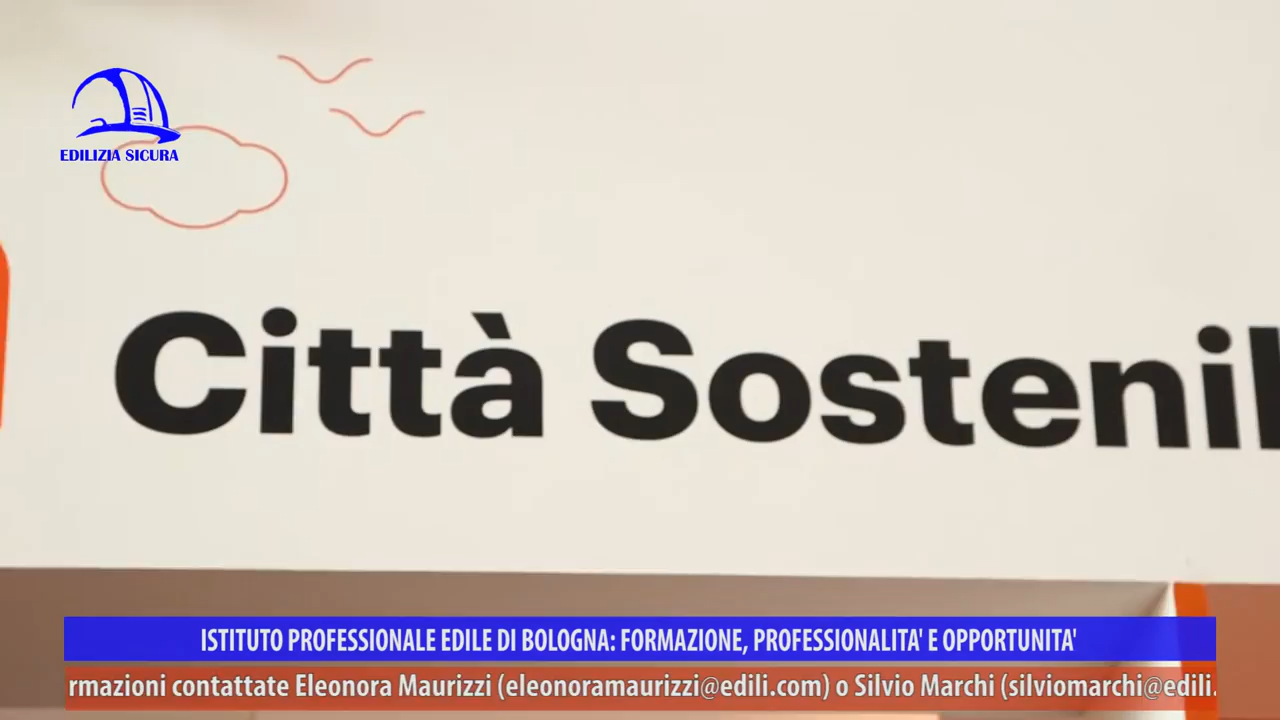 EDILIZIA SICURA
Città Sostenib
ISTITUTO PROFESSIONALE EDILE DI BOLOGNA: FORMAZIONE, PROFESSIONALITA' E OPPORTUNITA'
rmazioni contattate Eleonora Maurizzi (eleonoramaurizzi@edili.com) o Silvio Marchi (silviomarchi@edili.